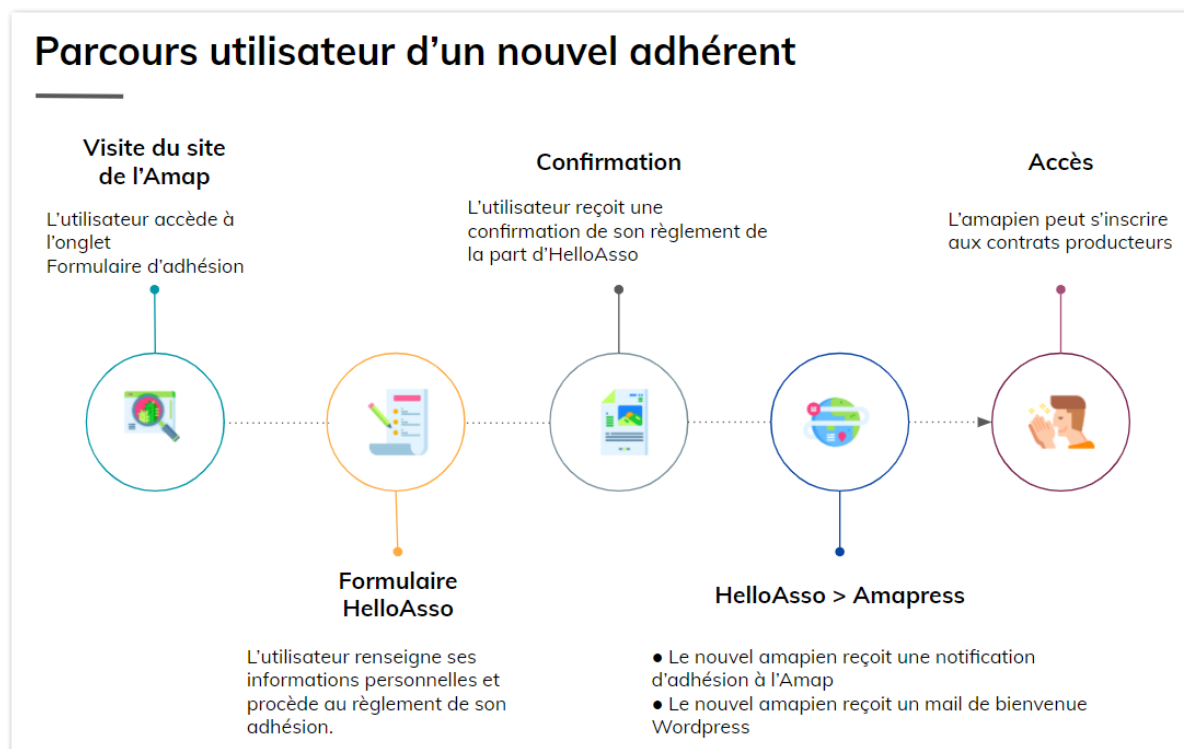 Parcours utilisateur d’un nouvel adhérent
Visite du site
de l’Amap
L’utilisateur accède à
l’onglet
Formulaire d’adhésion
Formulaire
HelloAsso
L’utilisateur renseigne ses
informations personnelles et
procède au règlement de son
adhésion.
Confirmation
L’utilisateur reçoit une
confirmation de son règlement de
la part d’HelloAsso
HelloAsso > Amapress
● Le nouvel amapien reçoit une notification
d’adhésion à l’Amap
● Le nouvel amapien reçoit un mail de bienvenue
Wordpress
Accès
L’amapien peut s’inscrire
aux contrats producteurs